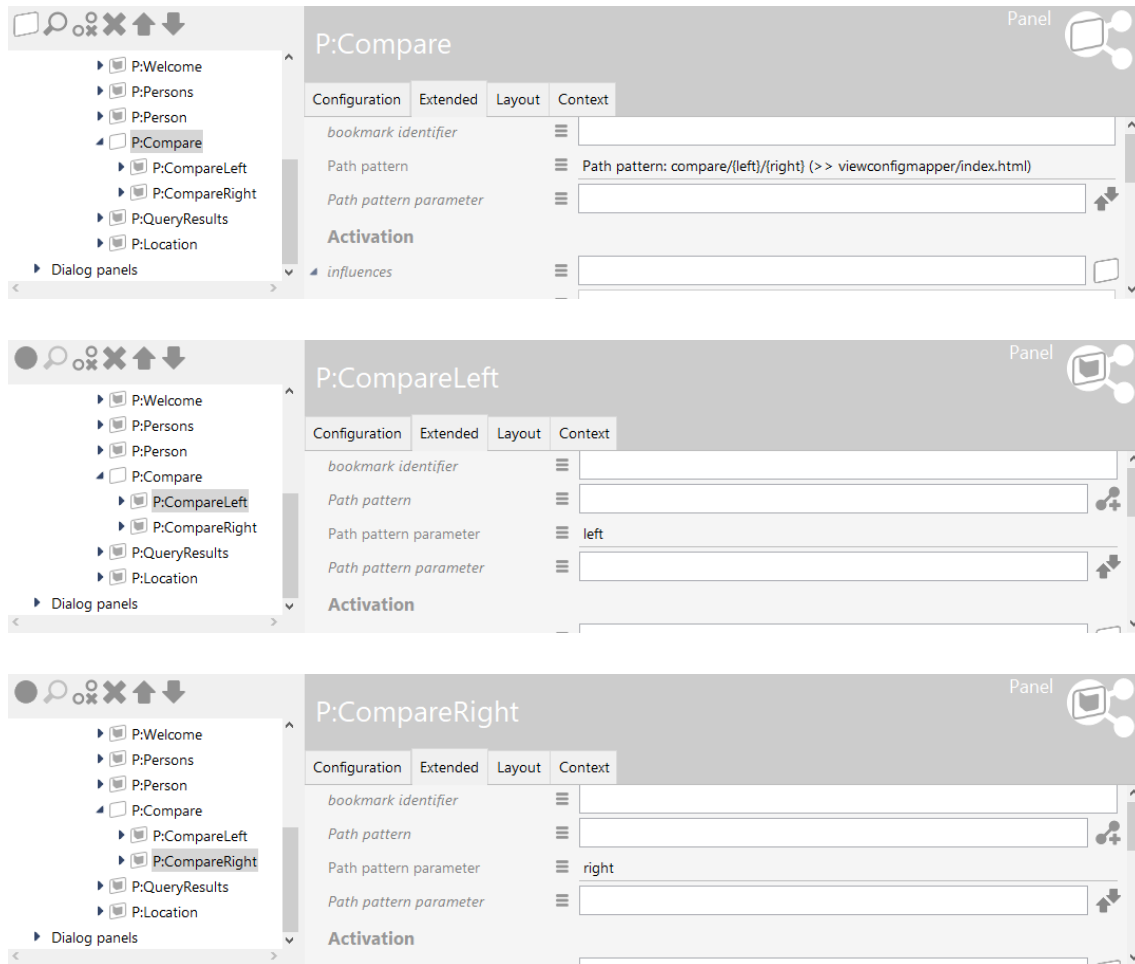 Panel
P:Compare
P:Welcome
P:Persons
P:Person
P:Compare
P:CompareLeft
P:CompareRight
P:QueryResults
P:Location
Dialog panels
Configuration Extended Layout Context
bookmark identifier
Path pattern Path pattern: compare/{left}/{right} (>> viewconfigmapper/index.html)
Path pattern parameter
Activation
influences
Panel
P:CompareLeft
P:Welcome
P:Persons
P:Person
P:Compare
P:CompareLeft
P:CompareRight
P:QueryResults
P:Location
Dialog panels
Configuration Extended Layout Context
bookmark identifier
Path pattern
Path pattern parameter left
Path pattern parameter
Activation
Panel
P:CompareRight
P:Welcome
P:Persons
P:Person
P:Compare
P:CompareLeft
P:CompareRight
P:QueryResults
P:Location
Dialog panels
Configuration Extended Layout Context
bookmark identifier
Path pattern
Path pattern parameter right
Path pattern parameter
Activation